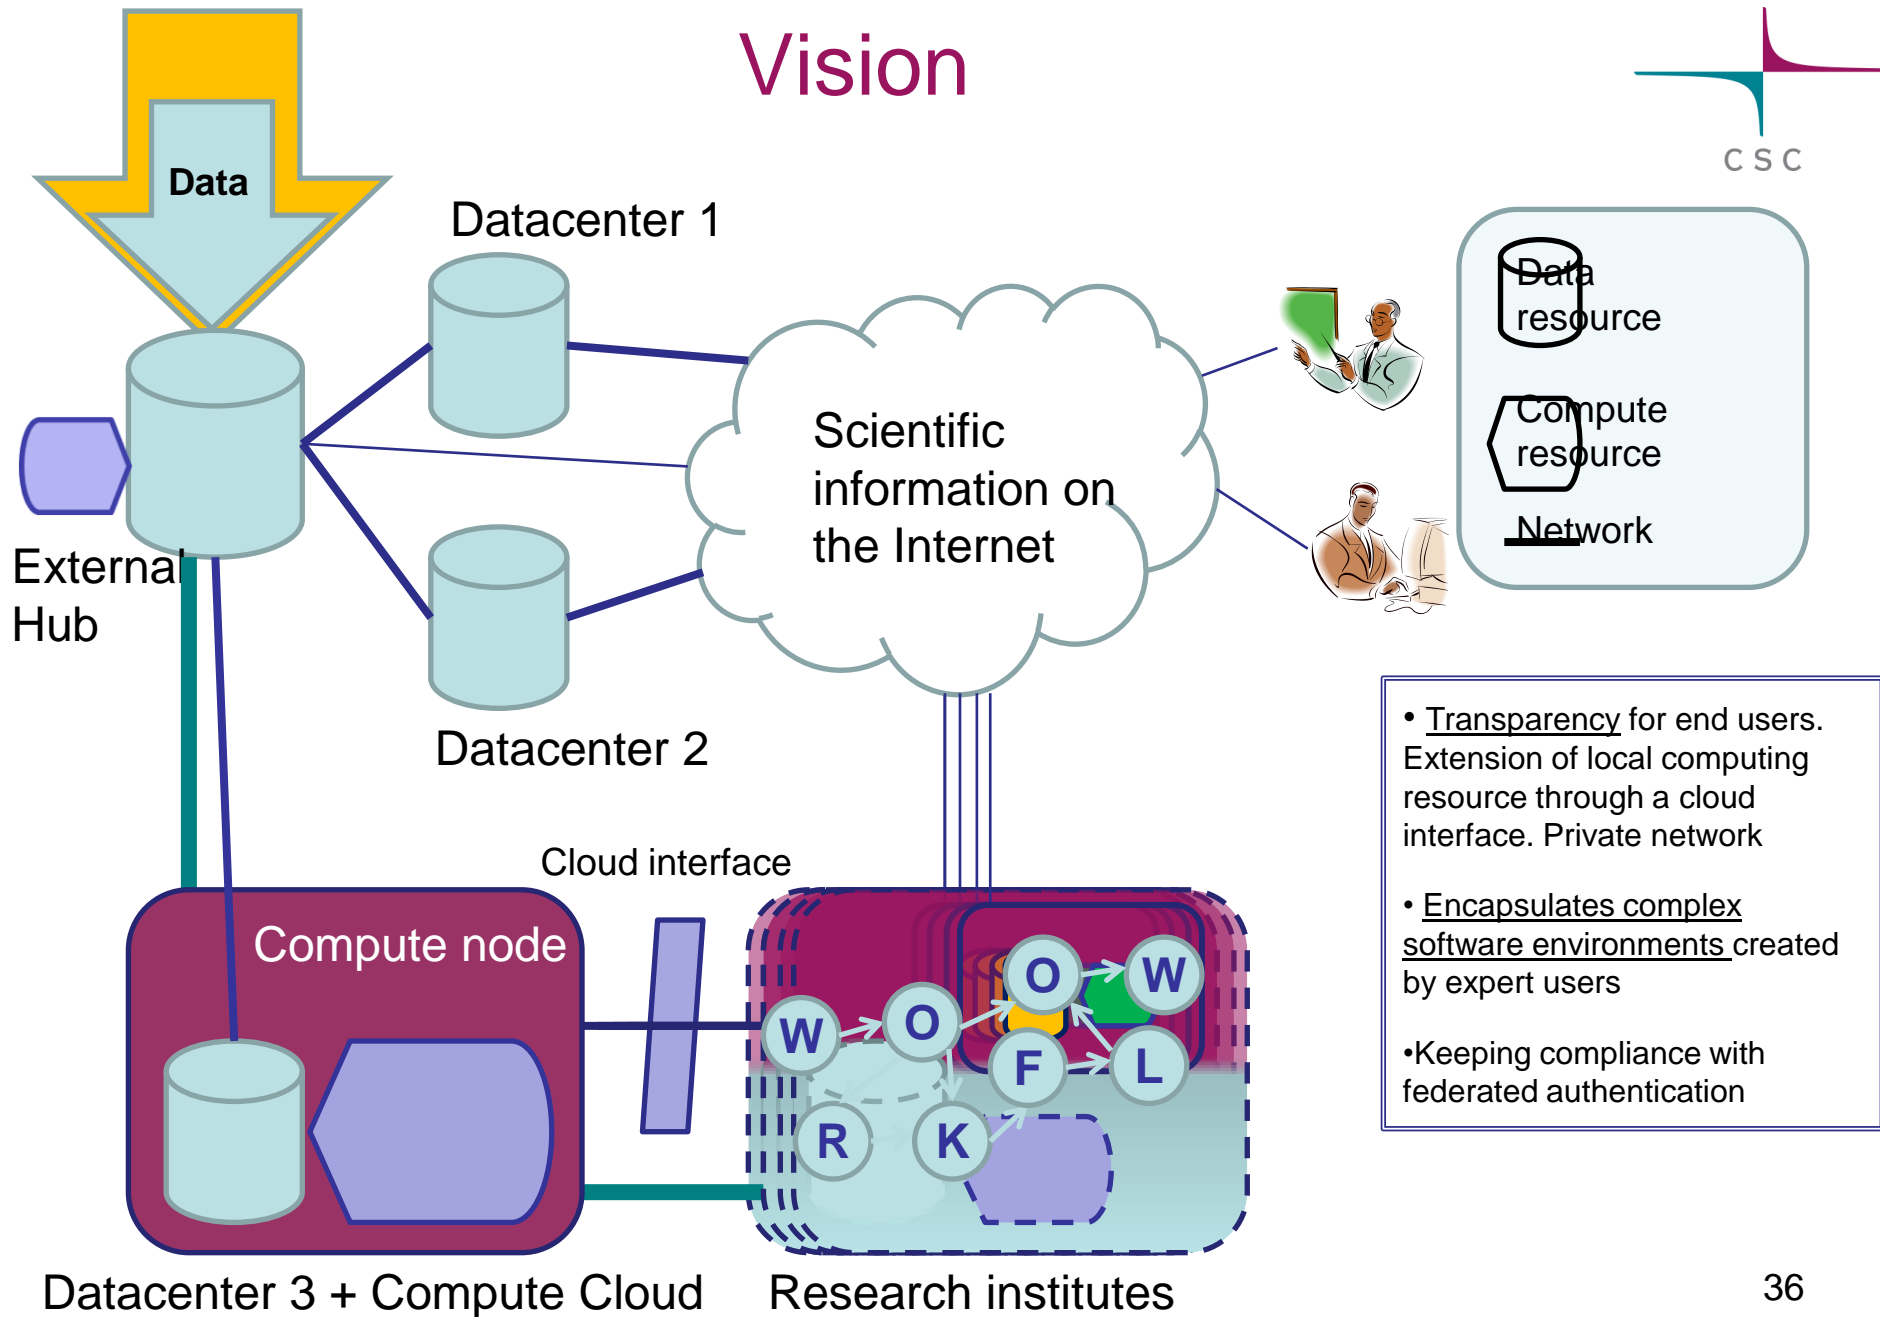 Vision
CSC
Data
Datacenter 1
Data
resource
Compute
resource
Network
Scientific
information on
the Internet
External
Hub
Datacenter 2
• Transparency for end users.
Extension of local computing
resource through a cloud
interface. Private network
• Encapsulates complex
software environments created
by expert users
•Keeping compliance with
federated authentication
Cloud interface
Compute node
W O O W
R K F L
Datacenter 3 + Compute Cloud
Research institutes
36